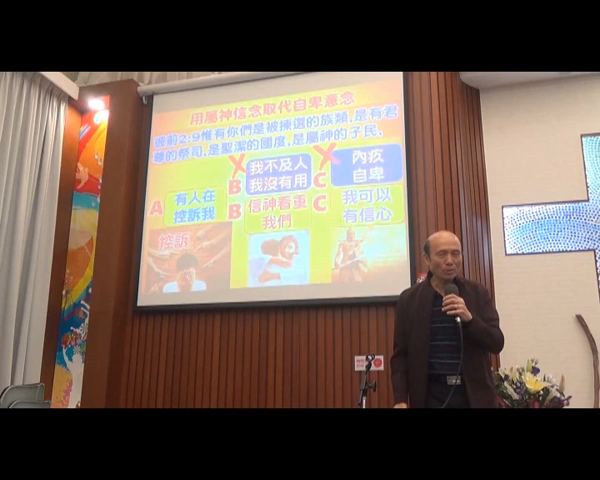 用屬神信念取代自卑意念
彼前2:9惟有你們是被揀選的族類,是有君
尊的祭司,是聖潔的國度,是屬神的子民,
X 我不及人
B 我沒有用
X 內疚
C 自卑
A 有人在
控訴我
B 信神看重
我們
C 我可以
有信心
控訴